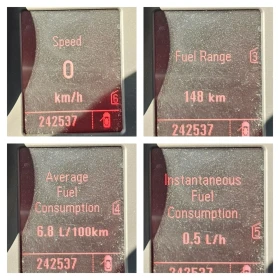 Speed
0
km/h
6
242537
Fuel Range
3
148 km
242537
Average
Fuel
Consumption
4
6.8 L/100km
242537
Instantaneous
Fuel
Consumption
5
0.5 L/h
242537